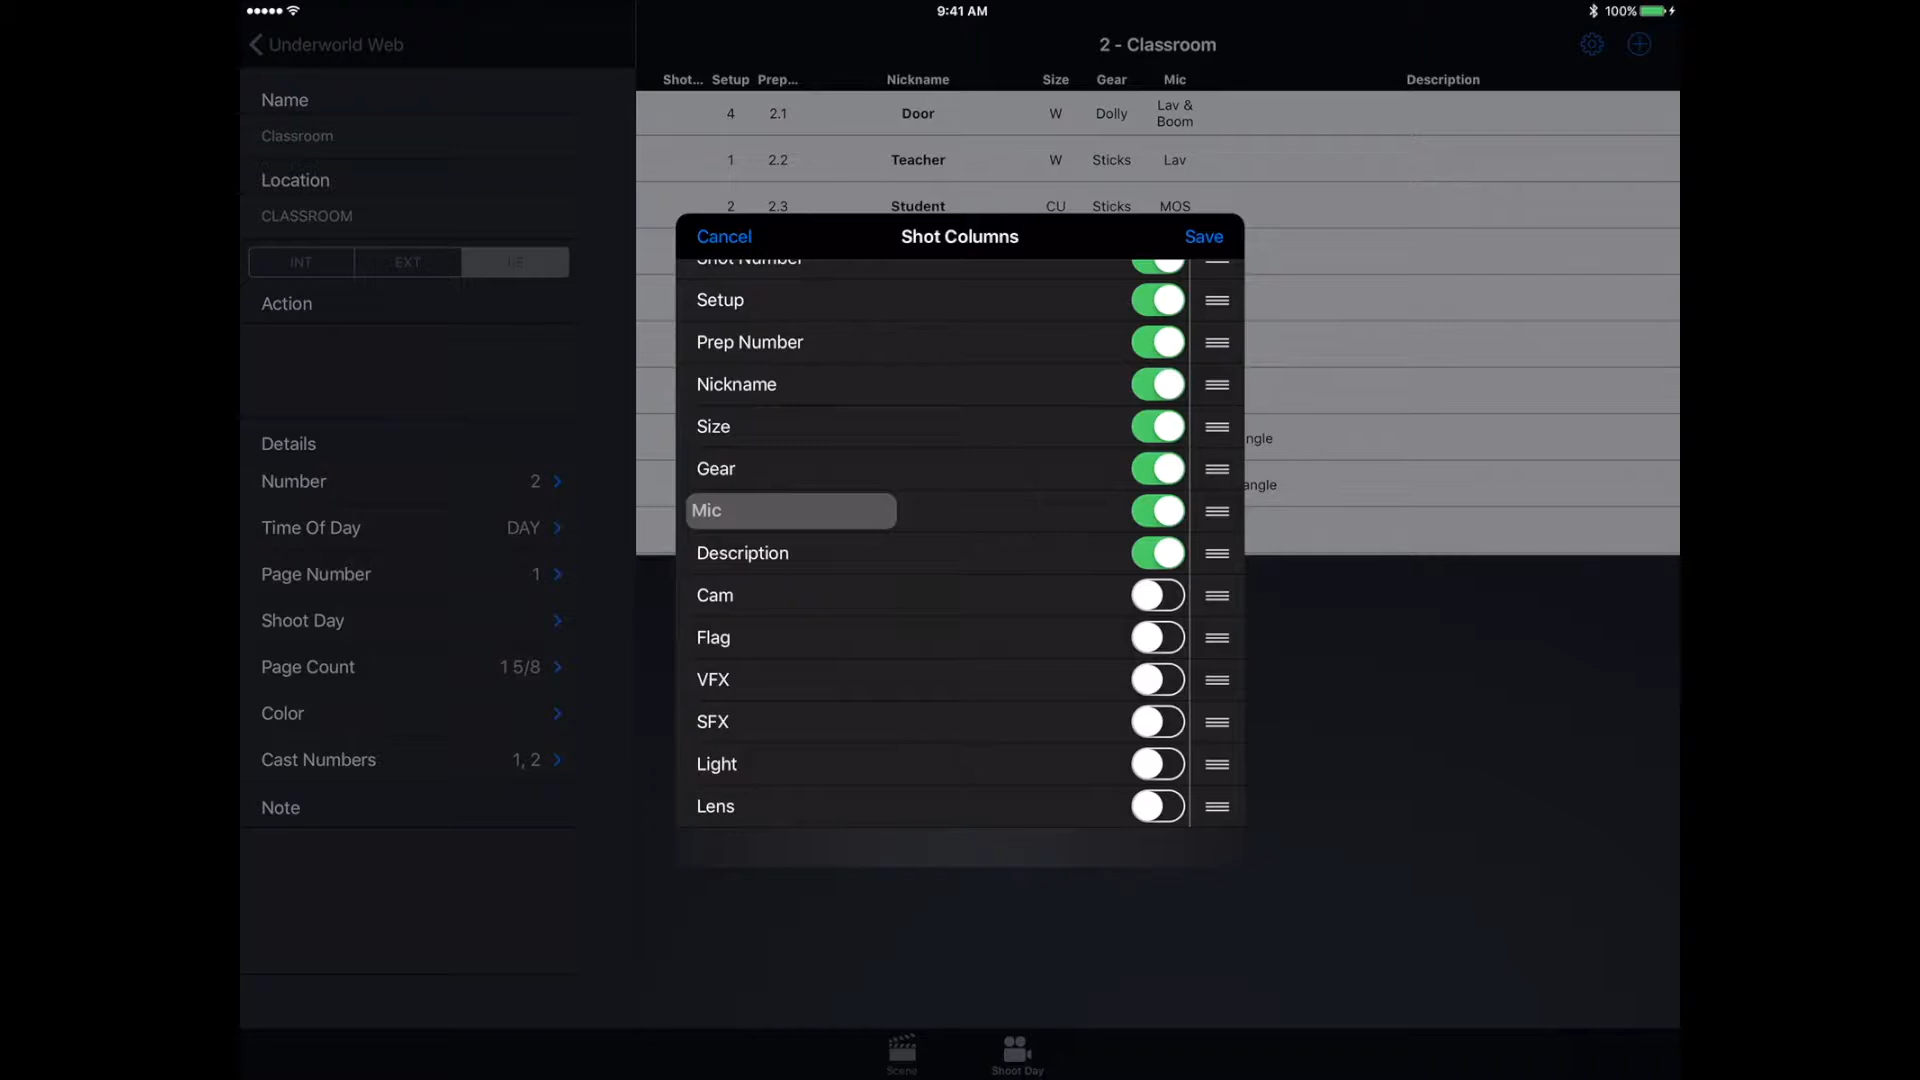 9:41 AM
100%
Underworld Web
2 - Classroom
Shot... Setup Prep... Nickname Size Gear Mic Description
Name
Classroom
Location
CLASSROOM
INT EXT I/E
Action
Details
Number 2
Time Of Day DAY
Page Number 1
Shoot Day
Page Count 1 5/8
Color
Cast Numbers 1, 2
Note
4 2.1 Door W Dolly Lav &
Boom
1 2.2 Teacher W Sticks Lav
2 2.3 Student CU Sticks MOS
ngle
angle
Cancel Shot Columns Save
Shot Number
Setup
Prep Number
Nickname
Size
Gear
Mic
Description
Cam
Flag
VFX
SFX
Light
Lens
Scene Shoot Day